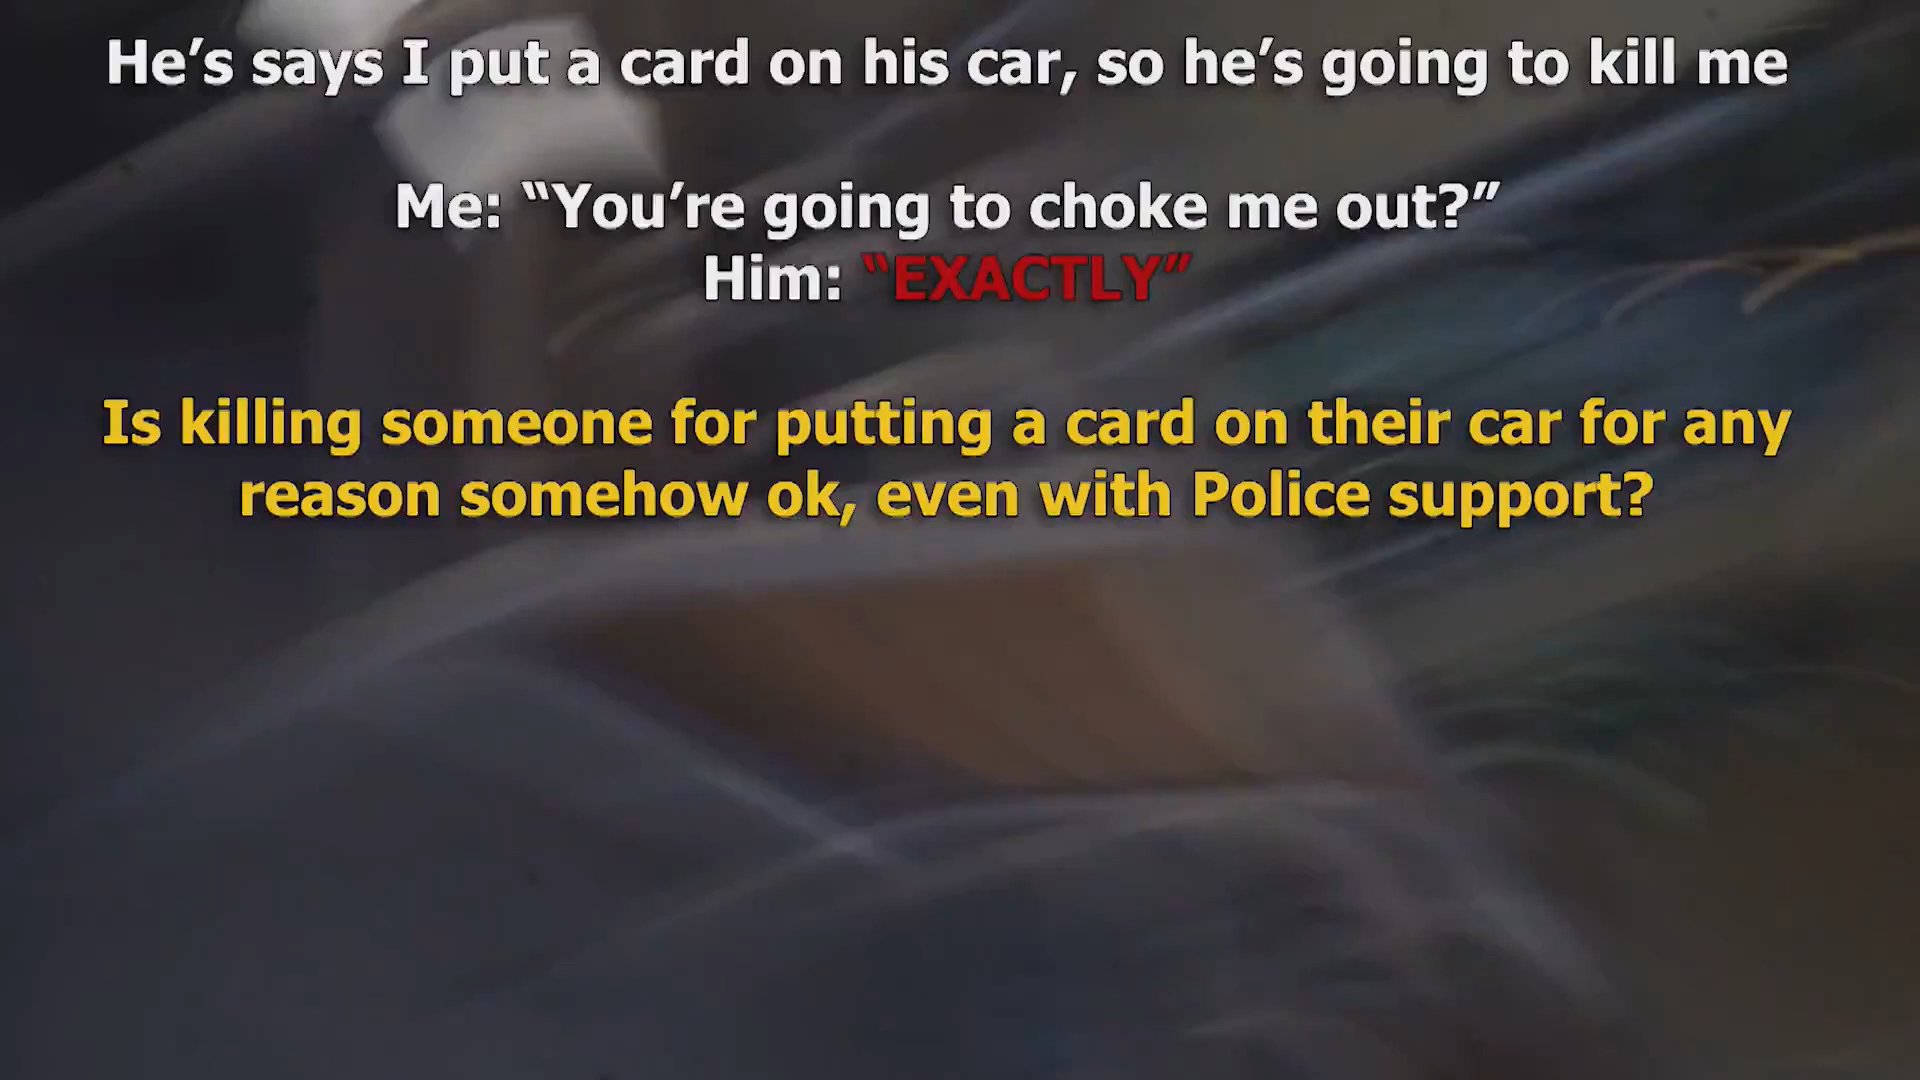 He’s says I put a card on his car, so he’s going to kill me
Me: “You’re going to choke me out?”
Him: “EXACTLY”
Is killing someone for putting a card on their car for any
reason somehow ok, even with Police support?